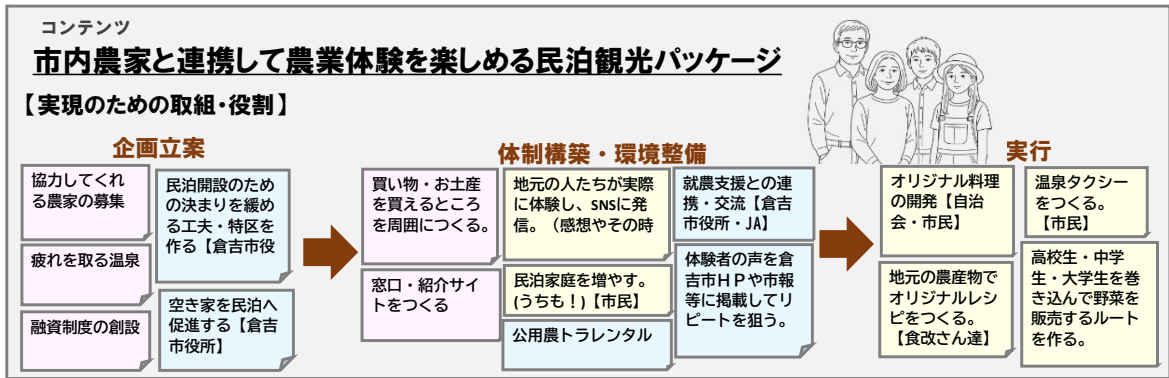 コンテンツ
市内農家と連携して農業体験を楽しめる民泊観光パッケージ
【実現のための取組・役割】
企画立案
協力してくれ
る農家の募集
疲れを取る温泉
融資制度の創設
民泊開設のため
の決まりを緩め
る工夫・特区を
作る【倉吉市役
空き家を民泊へ
促進する【倉吉
市役所】
体制構築・環境整備
買い物・お土産
を買えるところ
を周囲につくる。
窓口・紹介サイ
トをつくる
地元の人たちが実際
に体験し、SNSに発
信。（感想やその時
民泊家庭を増やす。
(うちも！)【市民】
公用農トラレンタル
就農支援との連
携・交流【倉吉
市役所・JA】
体験者の声を倉
吉市ＨＰや市報
等に掲載してリ
ピートを狙う。
実行
オリジナル料理
の開発【自治
会・市民】
地元の農産物で
オリジナルレシ
ピをつくる。
【食改さん達】
温泉タクシー
をつくる。
【市民】
高校生・中学
生・大学生を巻
き込んで野菜を
販売するルート
を作る。